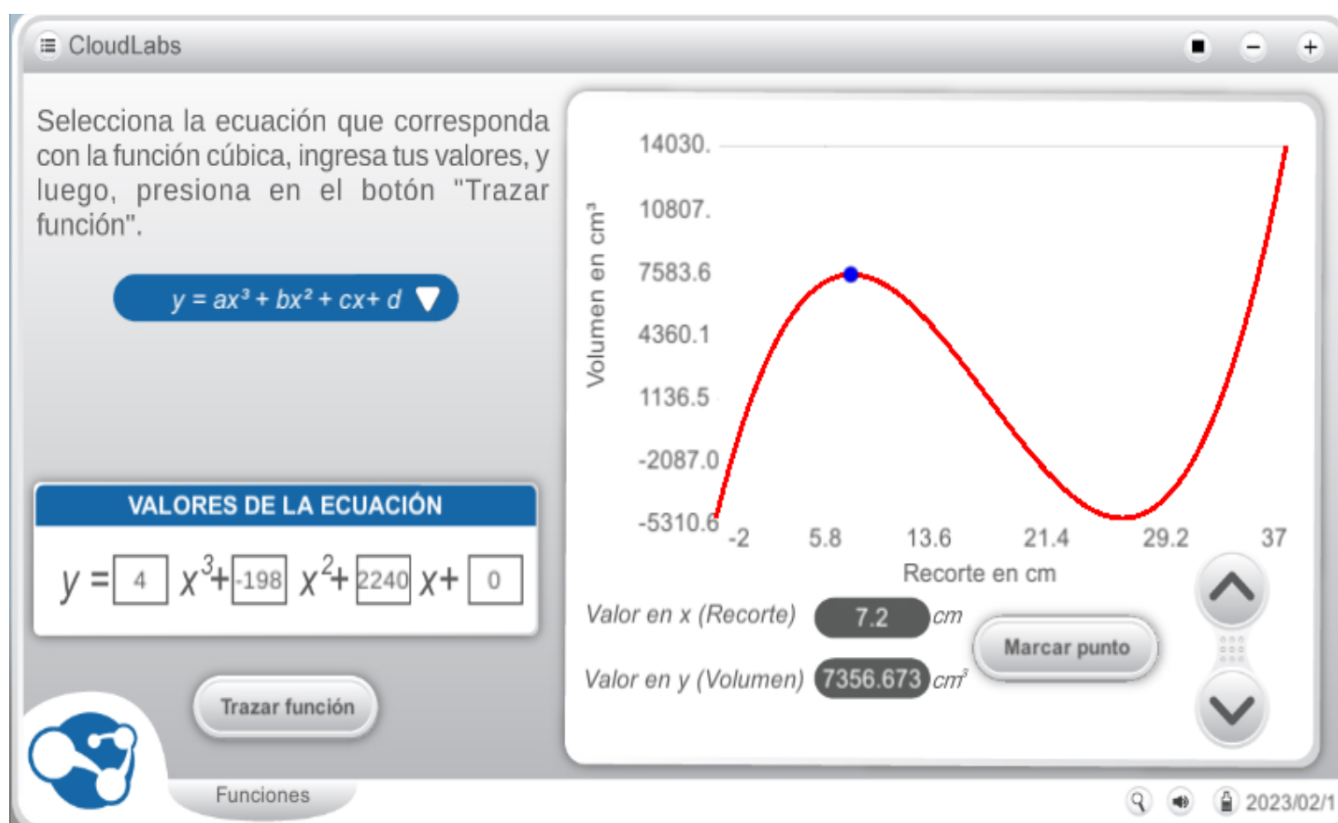 CloudLabs
Selecciona la ecuación que corresponda
con la función cúbica, ingresa tus valores, y
luego, presiona en el botón "Trazar
función".
y = ax³ + bx² + cx+ d
VALORES DE LA ECUACIÓN
y = 4 x³+ -198 x²+ 2240 x+ 0
Trazar función
Funciones
Volumen en cm³
14030.
10807.
7583.6
4360.1
1136.5
-2087.0
-5310.6
-2 5.8 13.6 21.4 29.2 37
Recorte en cm
Valor en x (Recorte) 7.2 cm
Valor en y (Volumen) 7356.673 cm³
Marcar punto
2023/02/1